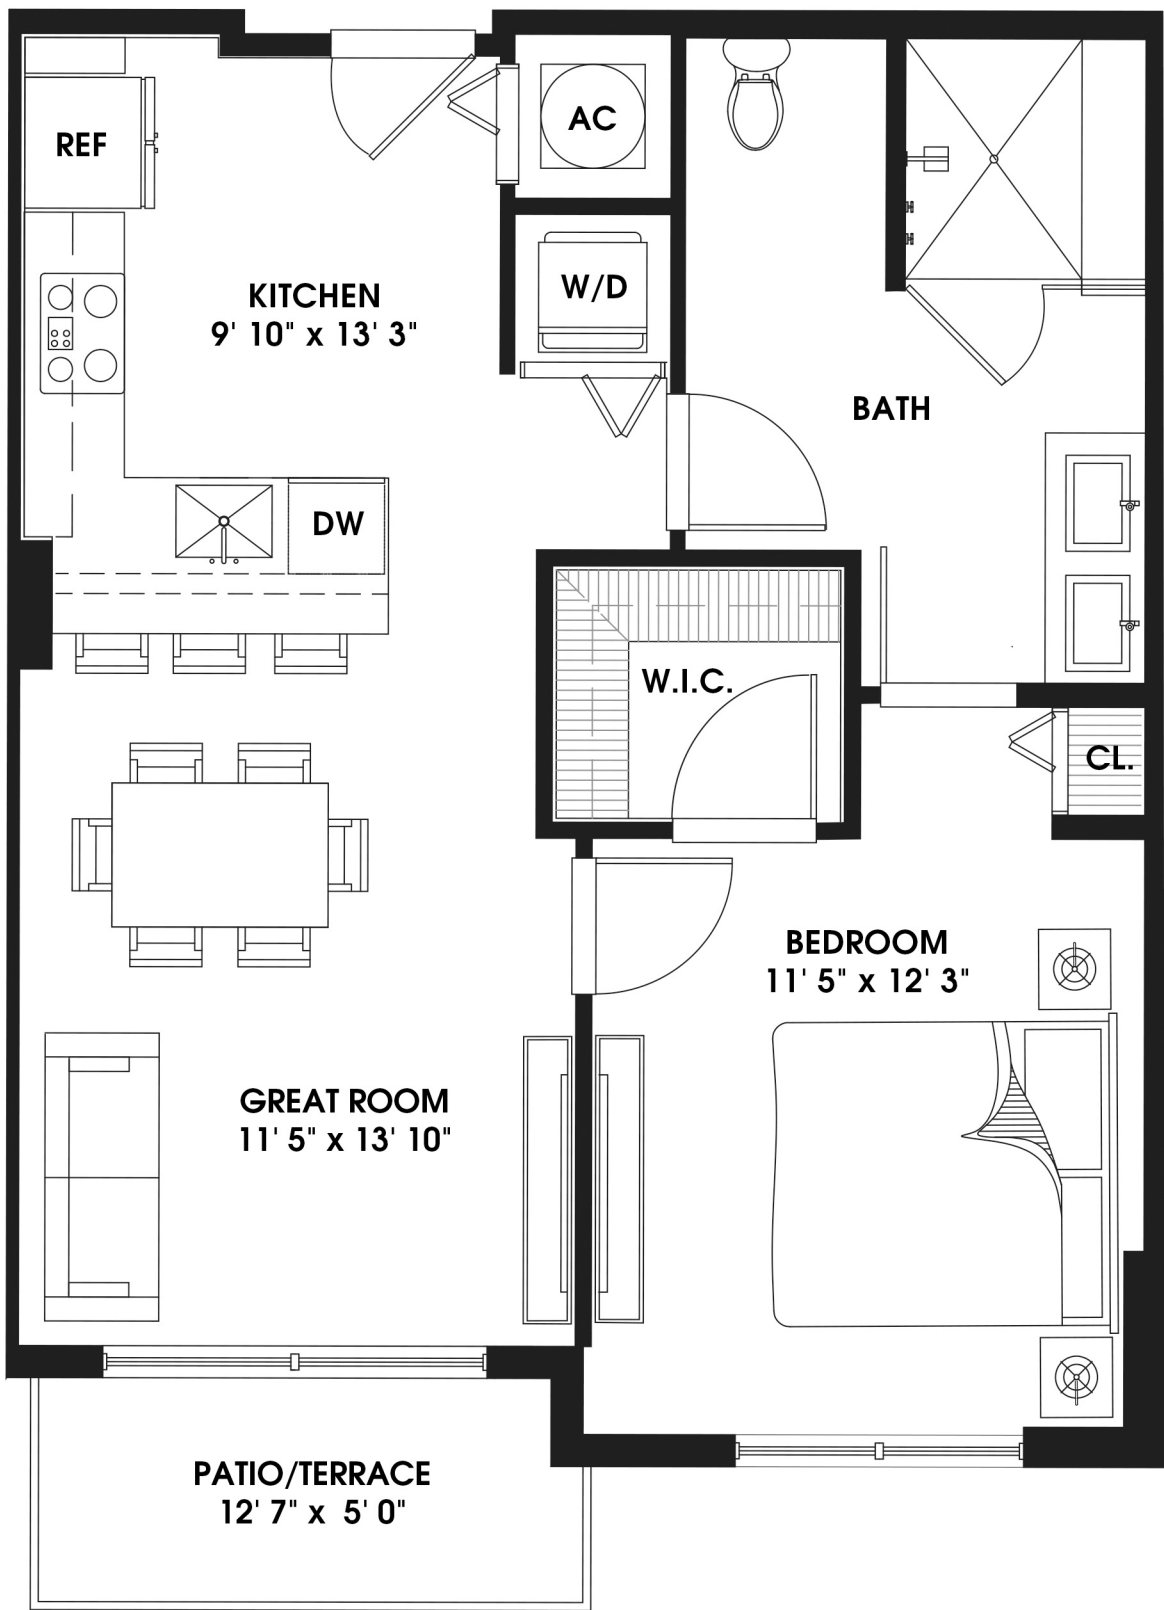 AC
REF
W/D
KITCHEN
9' 10" x 13' 3"
BATH
DW
W.I.C.
CL.
BEDROOM
11' 5" x 12' 3"
GREAT ROOM
11' 5" x 13' 10"
PATIO/TERRACE
12' 7" x 5' 0"